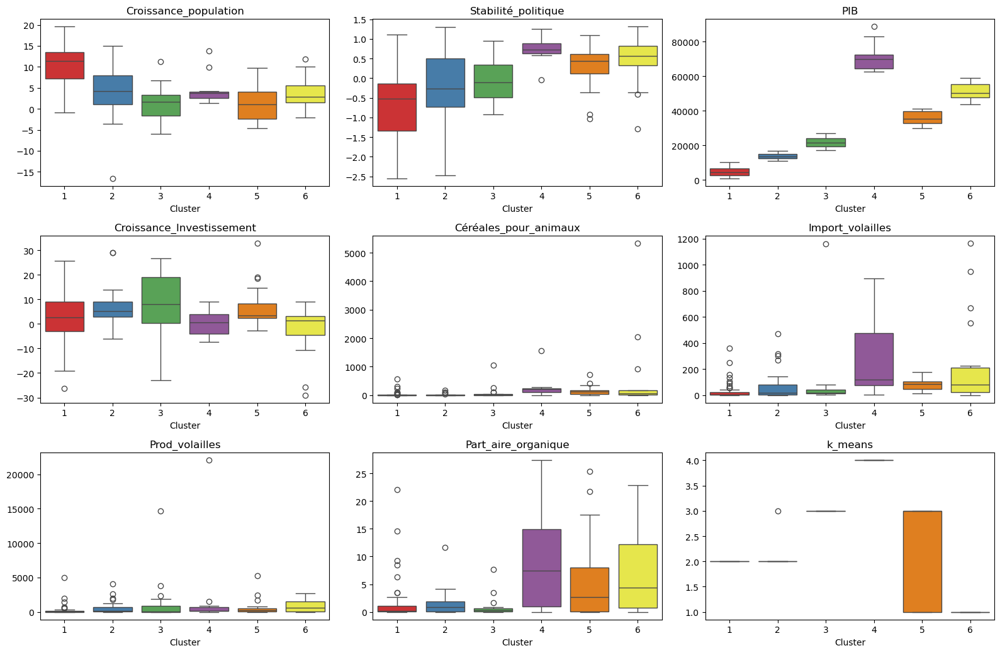 Croissance_population
20
15
10
5
0
−5
−10
−15
1 2 3 4 5 6
Cluster
Stabilité_politique
1.5
1.0
0.5
0.0
−0.5
−1.0
−1.5
−2.0
−2.5
1 2 3 4 5 6
Cluster
PIB
80000
60000
40000
20000
0
1 2 3 4 5 6
Cluster
Croissance_Investissement
30
20
10
0
−10
−20
−30
1 2 3 4 5 6
Cluster
Céréales_pour_animaux
5000
4000
3000
2000
1000
0
1 2 3 4 5 6
Cluster
Import_volailles
1200
1000
800
600
400
200
0
1 2 3 4 5 6
Cluster
Prod_volailles
20000
15000
10000
5000
0
1 2 3 4 5 6
Cluster
Part_aire_organique
25
20
15
10
5
0
1 2 3 4 5 6
Cluster
k_means
4.0
3.5
3.0
2.5
2.0
1.5
1.0
1 2 3 4 5 6
Cluster